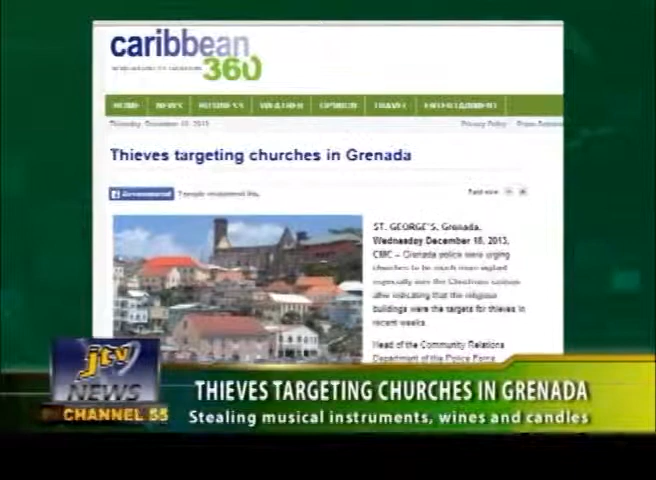 caribbean
360
HOME NEWS BUSINESS WEATHER OPINION TRAVEL ENTERTAINMENT
Privacy Policy
Thieves targeting churches in Grenada
ST. GEORGE'S, Grenada,
Wednesday December 18, 2013,
CMC – Grenada police were urging
churches to be much more vigilant
especially over the Christmas season
after indicating that the religious
buildings were the targets for thieves in
recent weeks.
Head of the Community Relations
Department of the Police Force
jtv
NEWS
CHANNEL 55
THIEVES TARGETING CHURCHES IN GRENADA
Stealing musical instruments, wines and candles